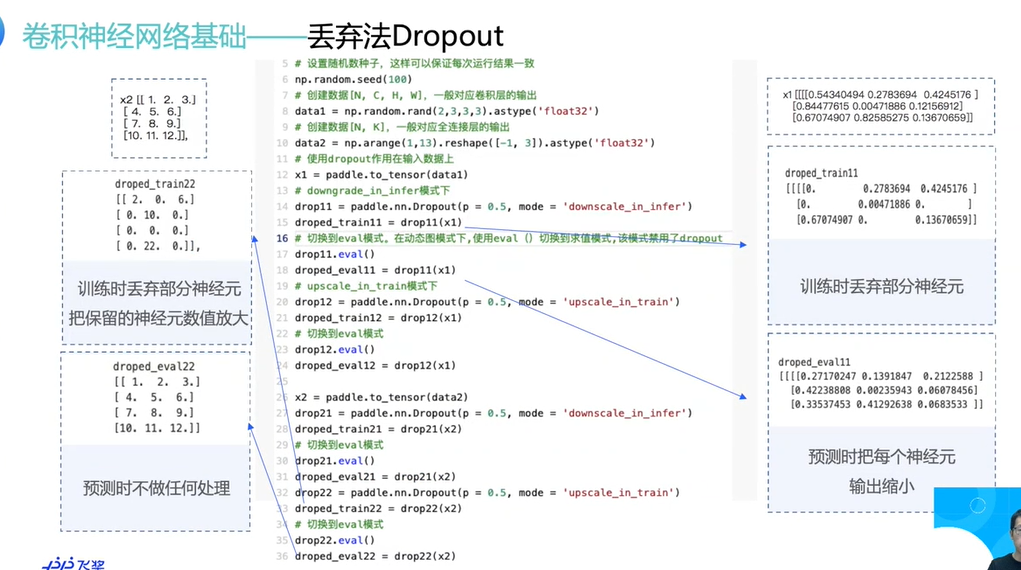 卷积神经网络基础——丢弃法Dropout
x2 [[ 1. 2. 3.]
[ 4. 5. 6.]
[ 7. 8. 9.]
[10. 11. 12.]],
droped_train22
[[ 2. 0. 6.]
[ 0. 10. 0.]
[ 0. 0. 0.]
[ 0. 22. 0.]],
训练时丢弃部分神经元
把保留的神经元数值放大
droped_eval22
[[ 1. 2. 3.]
[ 4. 5. 6.]
[ 7. 8. 9.]
[10. 11. 12.]]
预测时不做任何处理
5 # 设置随机数种子，这样可以保证每次运行结果一致
6 np.random.seed(100)
7 # 创建数据[N, C, H, W]，一般对应卷积层的输出
8 data1 = np.random.rand(2,3,3,3).astype('float32')
9 # 创建数据[N, K]，一般对应全连接层的输出
10 data2 = np.arange(1,13).reshape([-1, 3]).astype('float32')
11 # 使用dropout作用在输入数据上
12 x1 = paddle.to_tensor(data1)
13 # downgrade_in_infer模式下
14 drop11 = paddle.nn.Dropout(p = 0.5, mode = 'downscale_in_infer')
15 droped_train11 = drop11(x1)
16 # 切换到eval模式。在动态图模式下,使用eval（）切换到求值模式,该模式禁用了dropout
17 drop11.eval()
18 droped_eval11 = drop11(x1)
19 # upscale_in_train模式下
20 drop12 = paddle.nn.Dropout(p = 0.5, mode = 'upscale_in_train')
21 droped_train12 = drop12(x1)
22 # 切换到eval模式
23 drop12.eval()
24 droped_eval12 = drop12(x1)
25
26 x2 = paddle.to_tensor(data2)
27 drop21 = paddle.nn.Dropout(p = 0.5, mode = 'downscale_in_infer')
28 droped_train21 = drop21(x2)
29 # 切换到eval模式
30 drop21.eval()
31 droped_eval21 = drop21(x2)
32 drop22 = paddle.nn.Dropout(p = 0.5, mode = 'upscale_in_train')
33 droped_train22 = drop22(x2)
34 # 切换到eval模式
35 drop22.eval()
36 droped_eval22 = drop22(x2)
x1 [[[[0.54340494 0.2783694 0.4245176 ]
[0.84477615 0.00471886 0.12156912]
[0.67074907 0.82585275 0.13670659]]
droped_train11
[[[[0. 0.2783694 0.4245176 ]
[0. 0.00471886 0. ]
[0.67074907 0. 0.13670659]]
训练时丢弃部分神经元
droped_eval11
[[[[0.27170247 0.1391847 0.2122588 ]
[0.42238808 0.00235943 0.06078456]
[0.33537453 0.41292638 0.0683533 ]]
预测时把每个神经元
输出缩小
飞桨